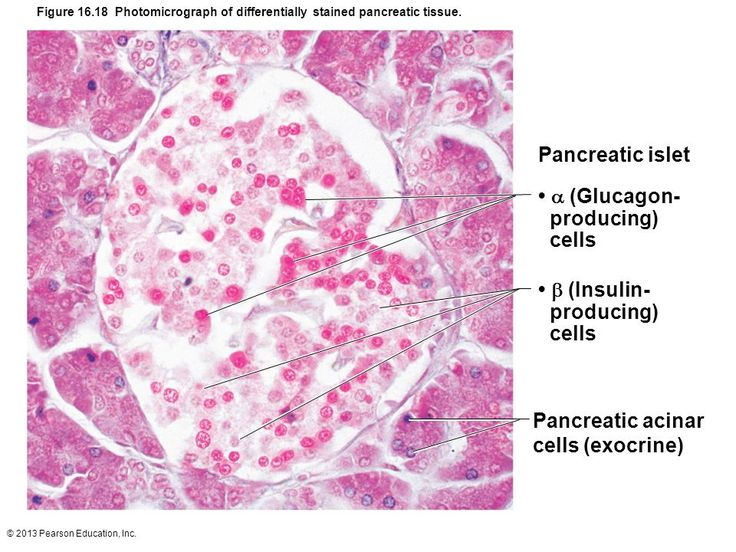 Figure 16.18 Photomicrograph of differentially stained pancreatic tissue.
Pancreatic islet
• α (Glucagon-
producing)
cells
• β (Insulin-
producing)
cells
Pancreatic acinar
cells (exocrine)
© 2013 Pearson Education, Inc.